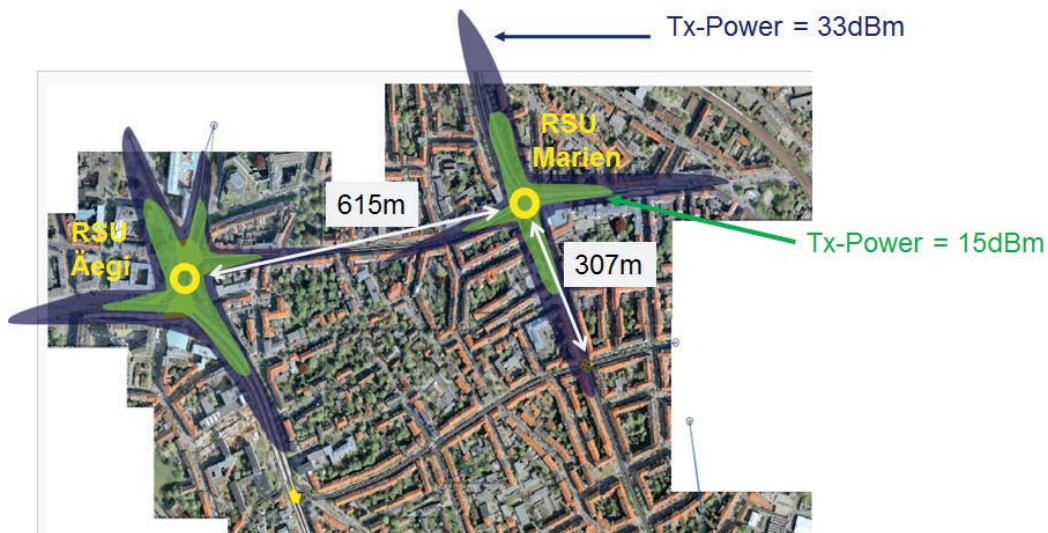 Tx-Power = 33dBm
RSU
Marien
615m
RSU
Äegi
Tx-Power = 15dBm
307m